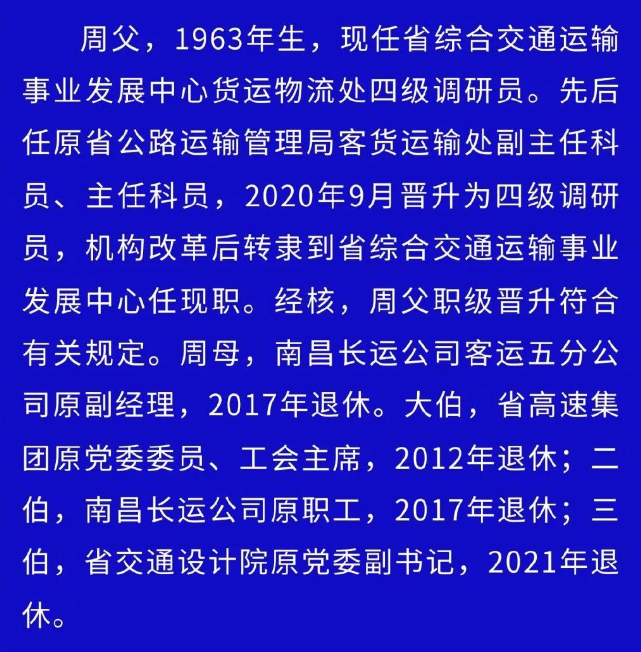 周父，1963年生，现任省综合交通运输
事业发展中心货运物流处四级调研员。先后
任原省公路运输管理局客货运输处副主任科
员、主任科员，2020年9月晋升为四级调研
员，机构改革后转隶到省综合交通运输事业
发展中心任现职。经核，周父职级晋升符合
有关规定。周母，南昌长运公司客运五分公
司原副经理，2017年退休。大伯，省高速集
团原党委委员、工会主席，2012年退休；二
伯，南昌长运公司原职工，2017年退休；三
伯，省交通设计院原党委副书记，2021年退
休。